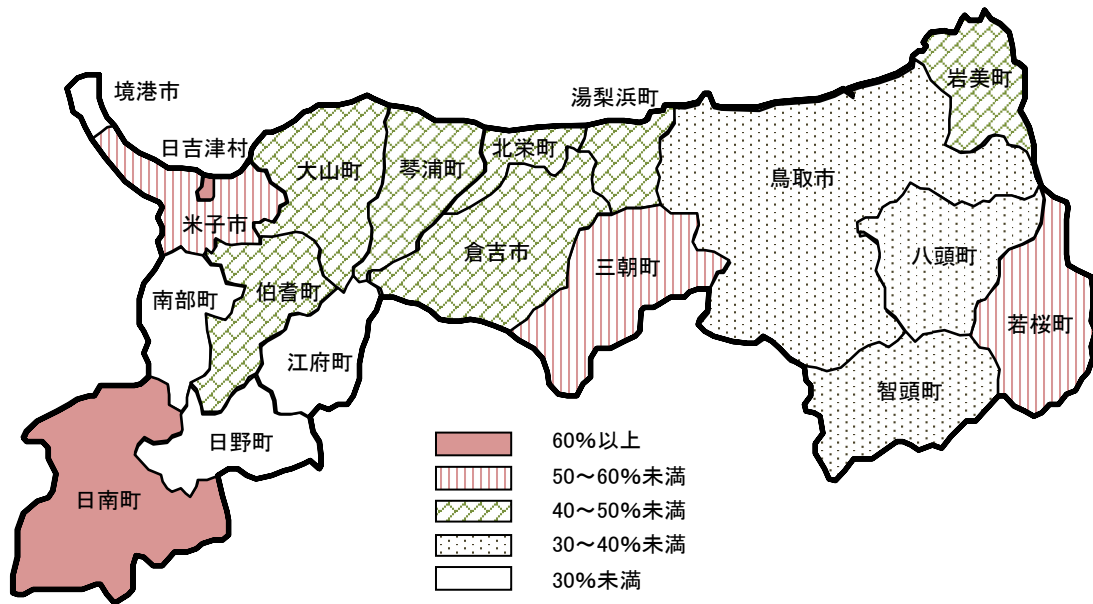 岩美町
境港市
湯梨浜町
日吉津村
北栄町
大山町
琴浦町
鳥取市
米子市
倉吉市
八頭町
三朝町
伯耆町
南部町
若桜町
江府町
智頭町
日野町
日南町
60%以上
50～60%未満
40～50%未満
30～40%未満
30%未満